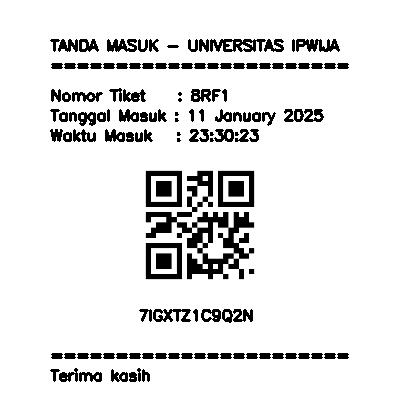 TANDA MASUK - UNIVERSITAS IPWIJA
=======================
Nomor Tiket : 8RF1
Tanggal Masuk : 11 January 2025
Waktu Masuk : 23:30:23
7IGXTZ1C9Q2N
=======================
Terima kasih